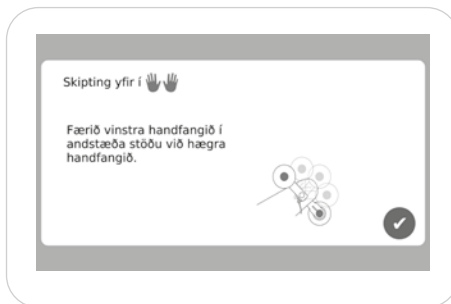 Skipting yfir í
Færið vinstra handfangið í
andstæða stöðu við hægra
handfangið.